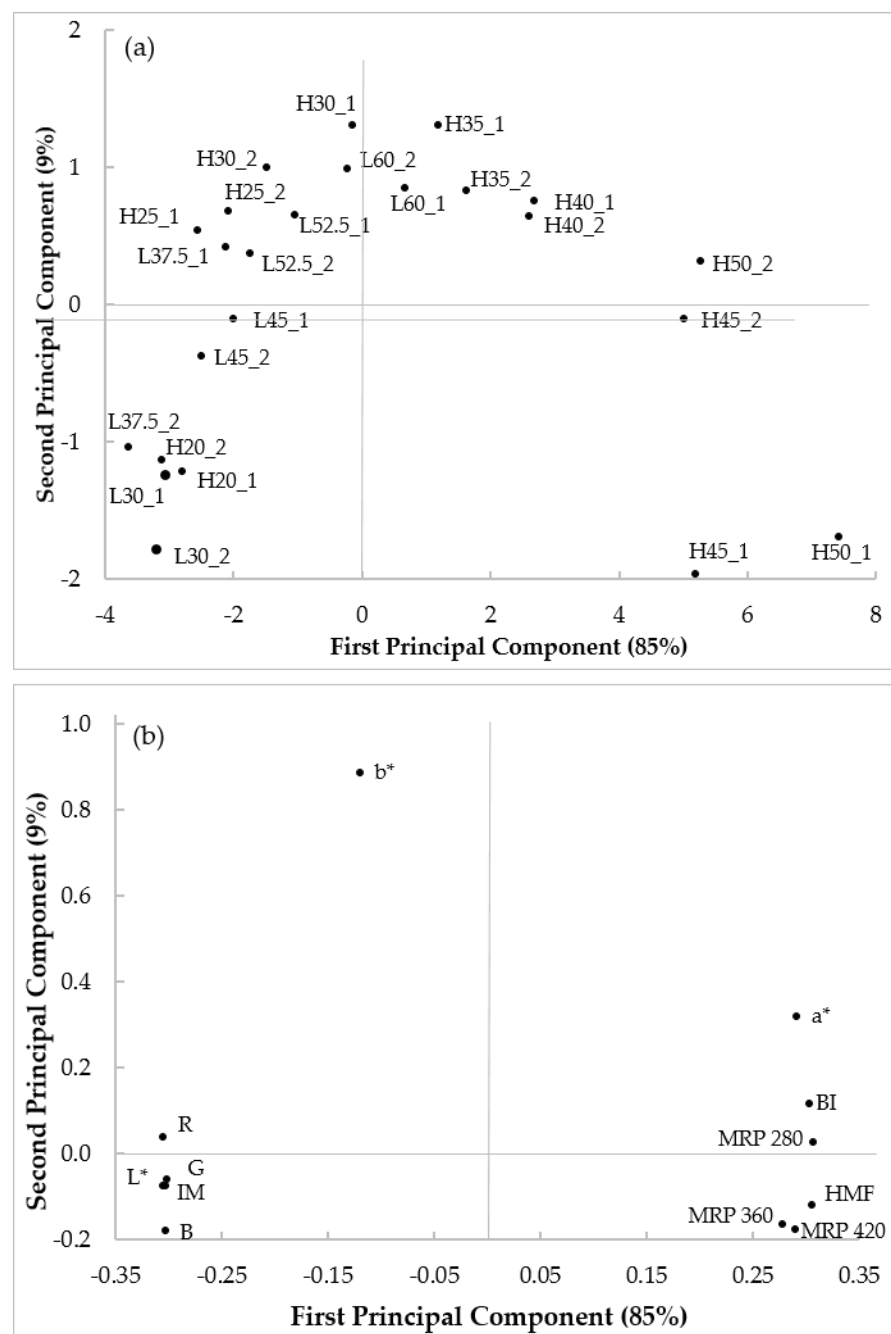 2
(a)
H30_1
H35_1
H30_2
L60_2
H35_2
1
H25_2
L60_1
H40_1
H25_1
L52.5_1
H40_2
L37.5_1
L52.5_2
H50_2
0
L45_1
H45_2
L45_2
L37.5_2
-1
H20_2
H20_1
L30_1
L30_2
H45_1
H50_1
-2
-4
-2
0
2
4
6
8
First Principal Component (85%)
Second Principal Component (9%)
1.0
(b)
b*
0.8
0.6
0.4
a*
0.2
R
BI
MRP 280
0.0
L*
G
IM
HMF
MRP 360
B
MRP 420
-0.2
-0.35
-0.25
-0.15
-0.05
0.05
0.15
0.25
0.35
First Principal Component (85%)
Second Principal Component (9%)